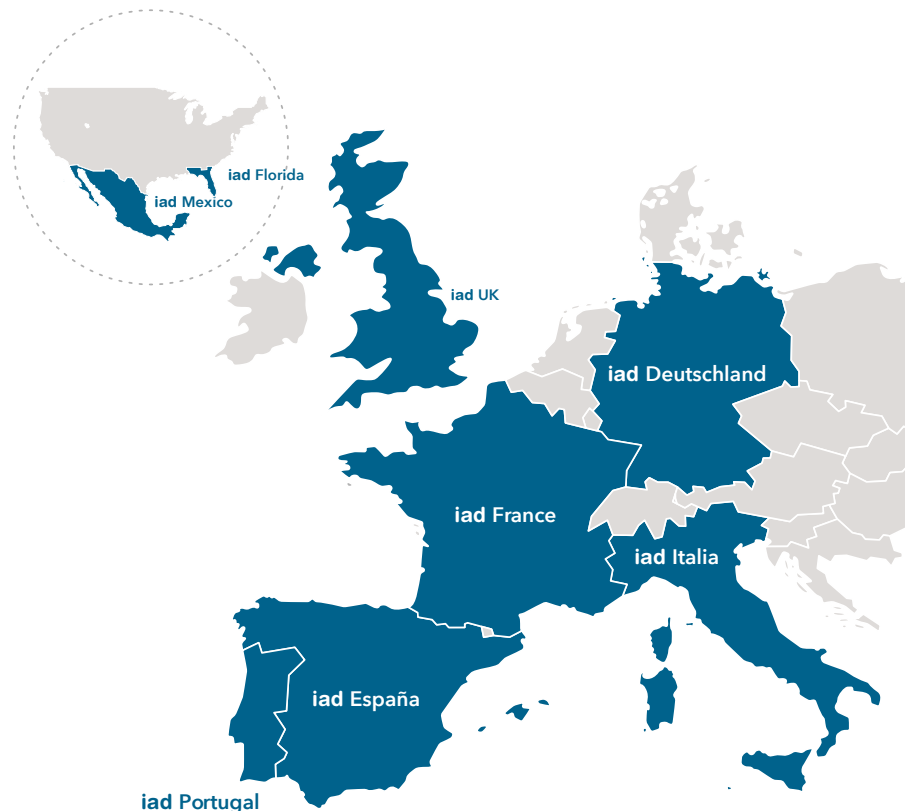 iad Florida
iad Mexico
iad UK
iad Deutschland
iad France
iad Italia
iad España
iad Portugal